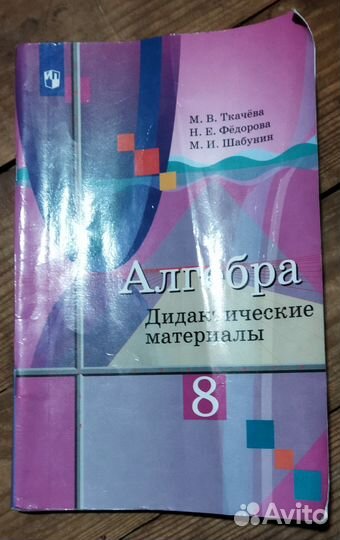 М. В. Ткачёва
Н. Е. Фёдорова
М. И. Шабунин
Алгебра
Дидактические
материалы
8
Avito